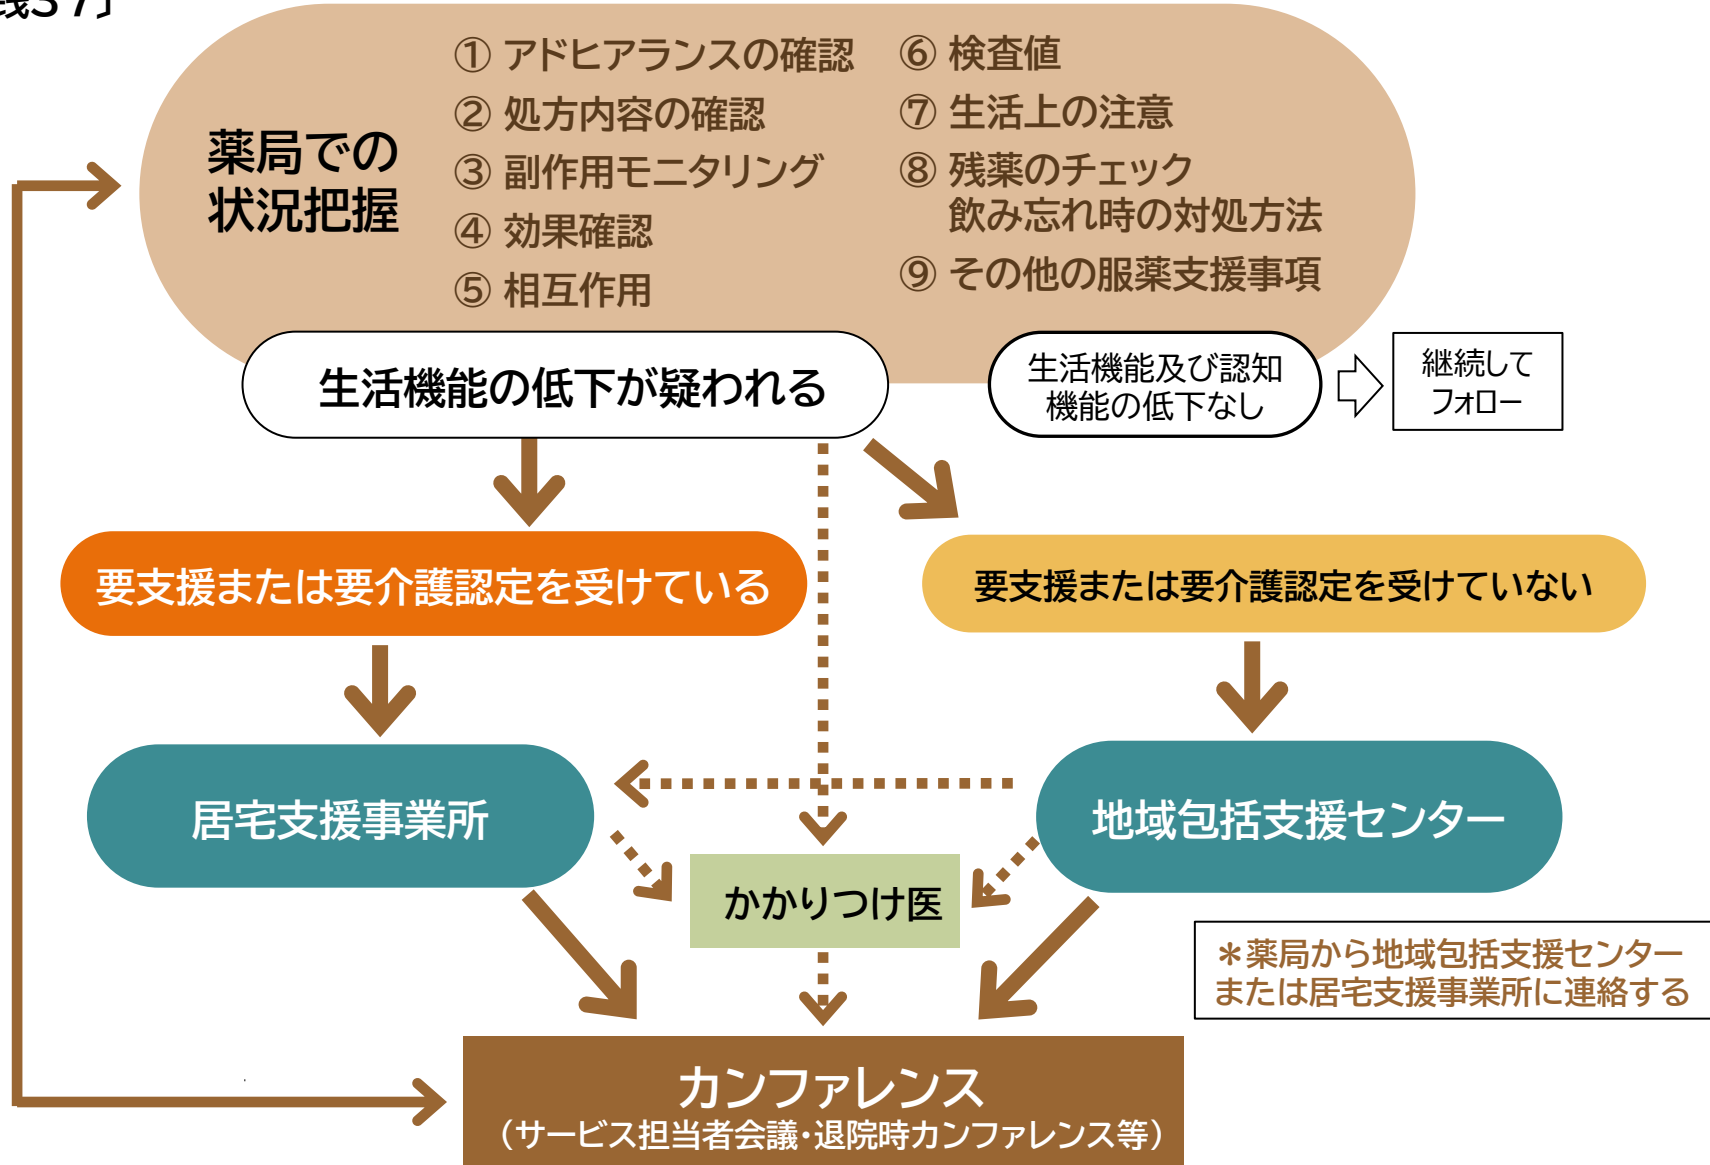 薬局での
状況把握
① アドヒアランスの確認
② 処方内容の確認
③ 副作用モニタリング
④ 効果確認
⑤ 相互作用
⑥ 検査値
⑦ 生活上の注意
⑧ 残薬のチェック
飲み忘れ時の対処方法
⑨ その他の服薬支援事項
生活機能の低下が疑われる
生活機能及び認知
機能の低下なし
継続して
フォロー
要支援または要介護認定を受けている
要支援または要介護認定を受けていない
居宅支援事業所
地域包括支援センター
かかりつけ医
＊薬局から地域包括支援センター
または居宅支援事業所に連絡する
カンファレンス
（サービス担当者会議・退院時カンファレンス等）